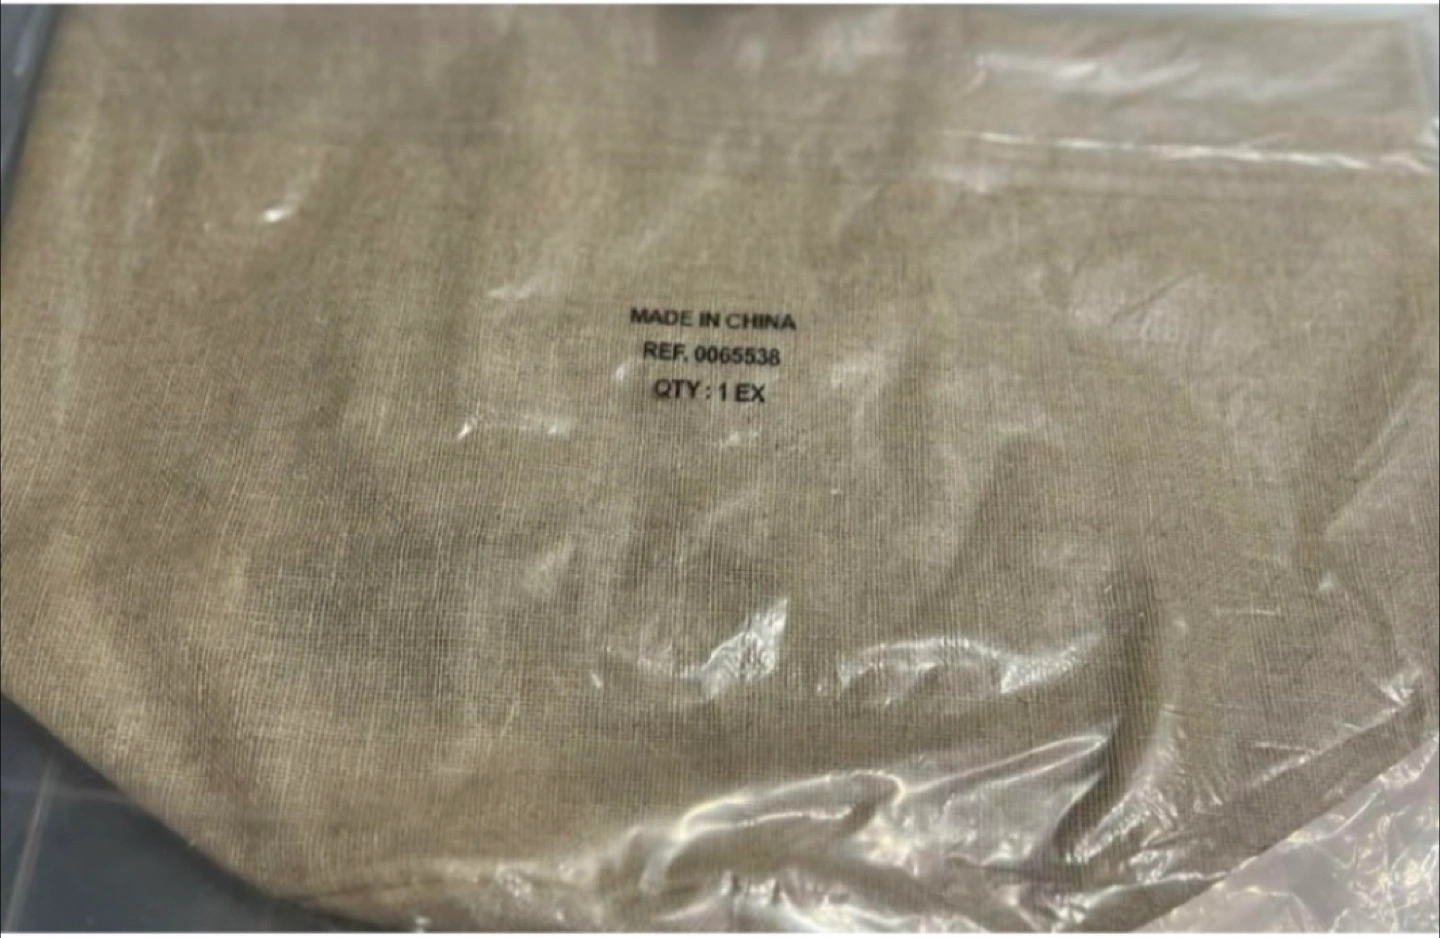 MADE IN CHINA
REF. 0065538
QTY : 1 EX